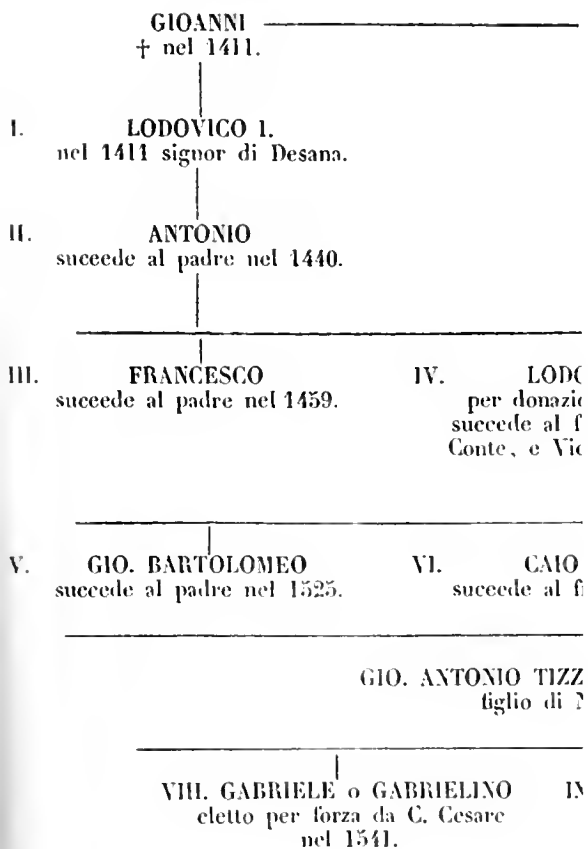 GIOANNI
† nel 1411.
I. LODOVICO I.
nel 1411 signor di Desana.
II. ANTONIO
succede al padre nel 1440.
III. FRANCESCO
succede al padre nel 1459.
IV.
per
succede al
Conte, e
V. GIO. BARTOLOMEO
succede al padre nel 1525.
VI. CAIO
succede al
GIO. ANTONIO
figlio di
VIII. GABRIELE o GABRIELINO
eletto per forza da C. Cesare
nel 1541.